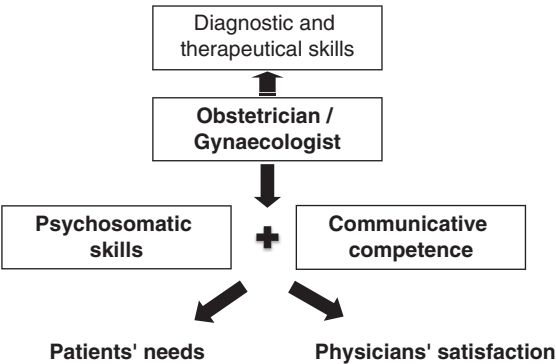 Diagnostic and
therapeutical skills
Obstetrician /
Gynaecologist
Psychosomatic
skills
+
Communicative
competence
Patients' needs
Physicians' satisfaction